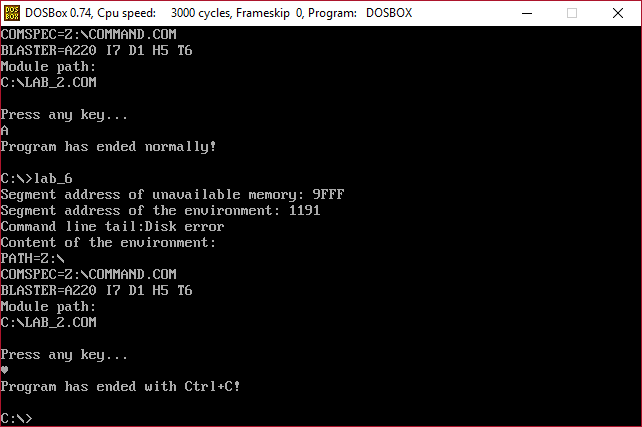 DOSBox 0.74, Cpu speed:    3000 cycles, Frameskip  0, Program:   DOSBOX
COMSPEC=Z:\COMMAND.COM
BLASTER=A220 I7 D1 H5 T6
Module path:
C:\LAB_2.COM
Press any key...
A
Program has ended normally!
C:\>lab_6
Segment address of unavailable memory: 9FFF
Segment address of the environment: 1191
Command line tail:Disk error
Content of the environment:
PATH=Z:\
COMSPEC=Z:\COMMAND.COM
BLASTER=A220 I7 D1 H5 T6
Module path:
C:\LAB_2.COM
Press any key...
♥
Program has ended with Ctrl+C!
C:\>